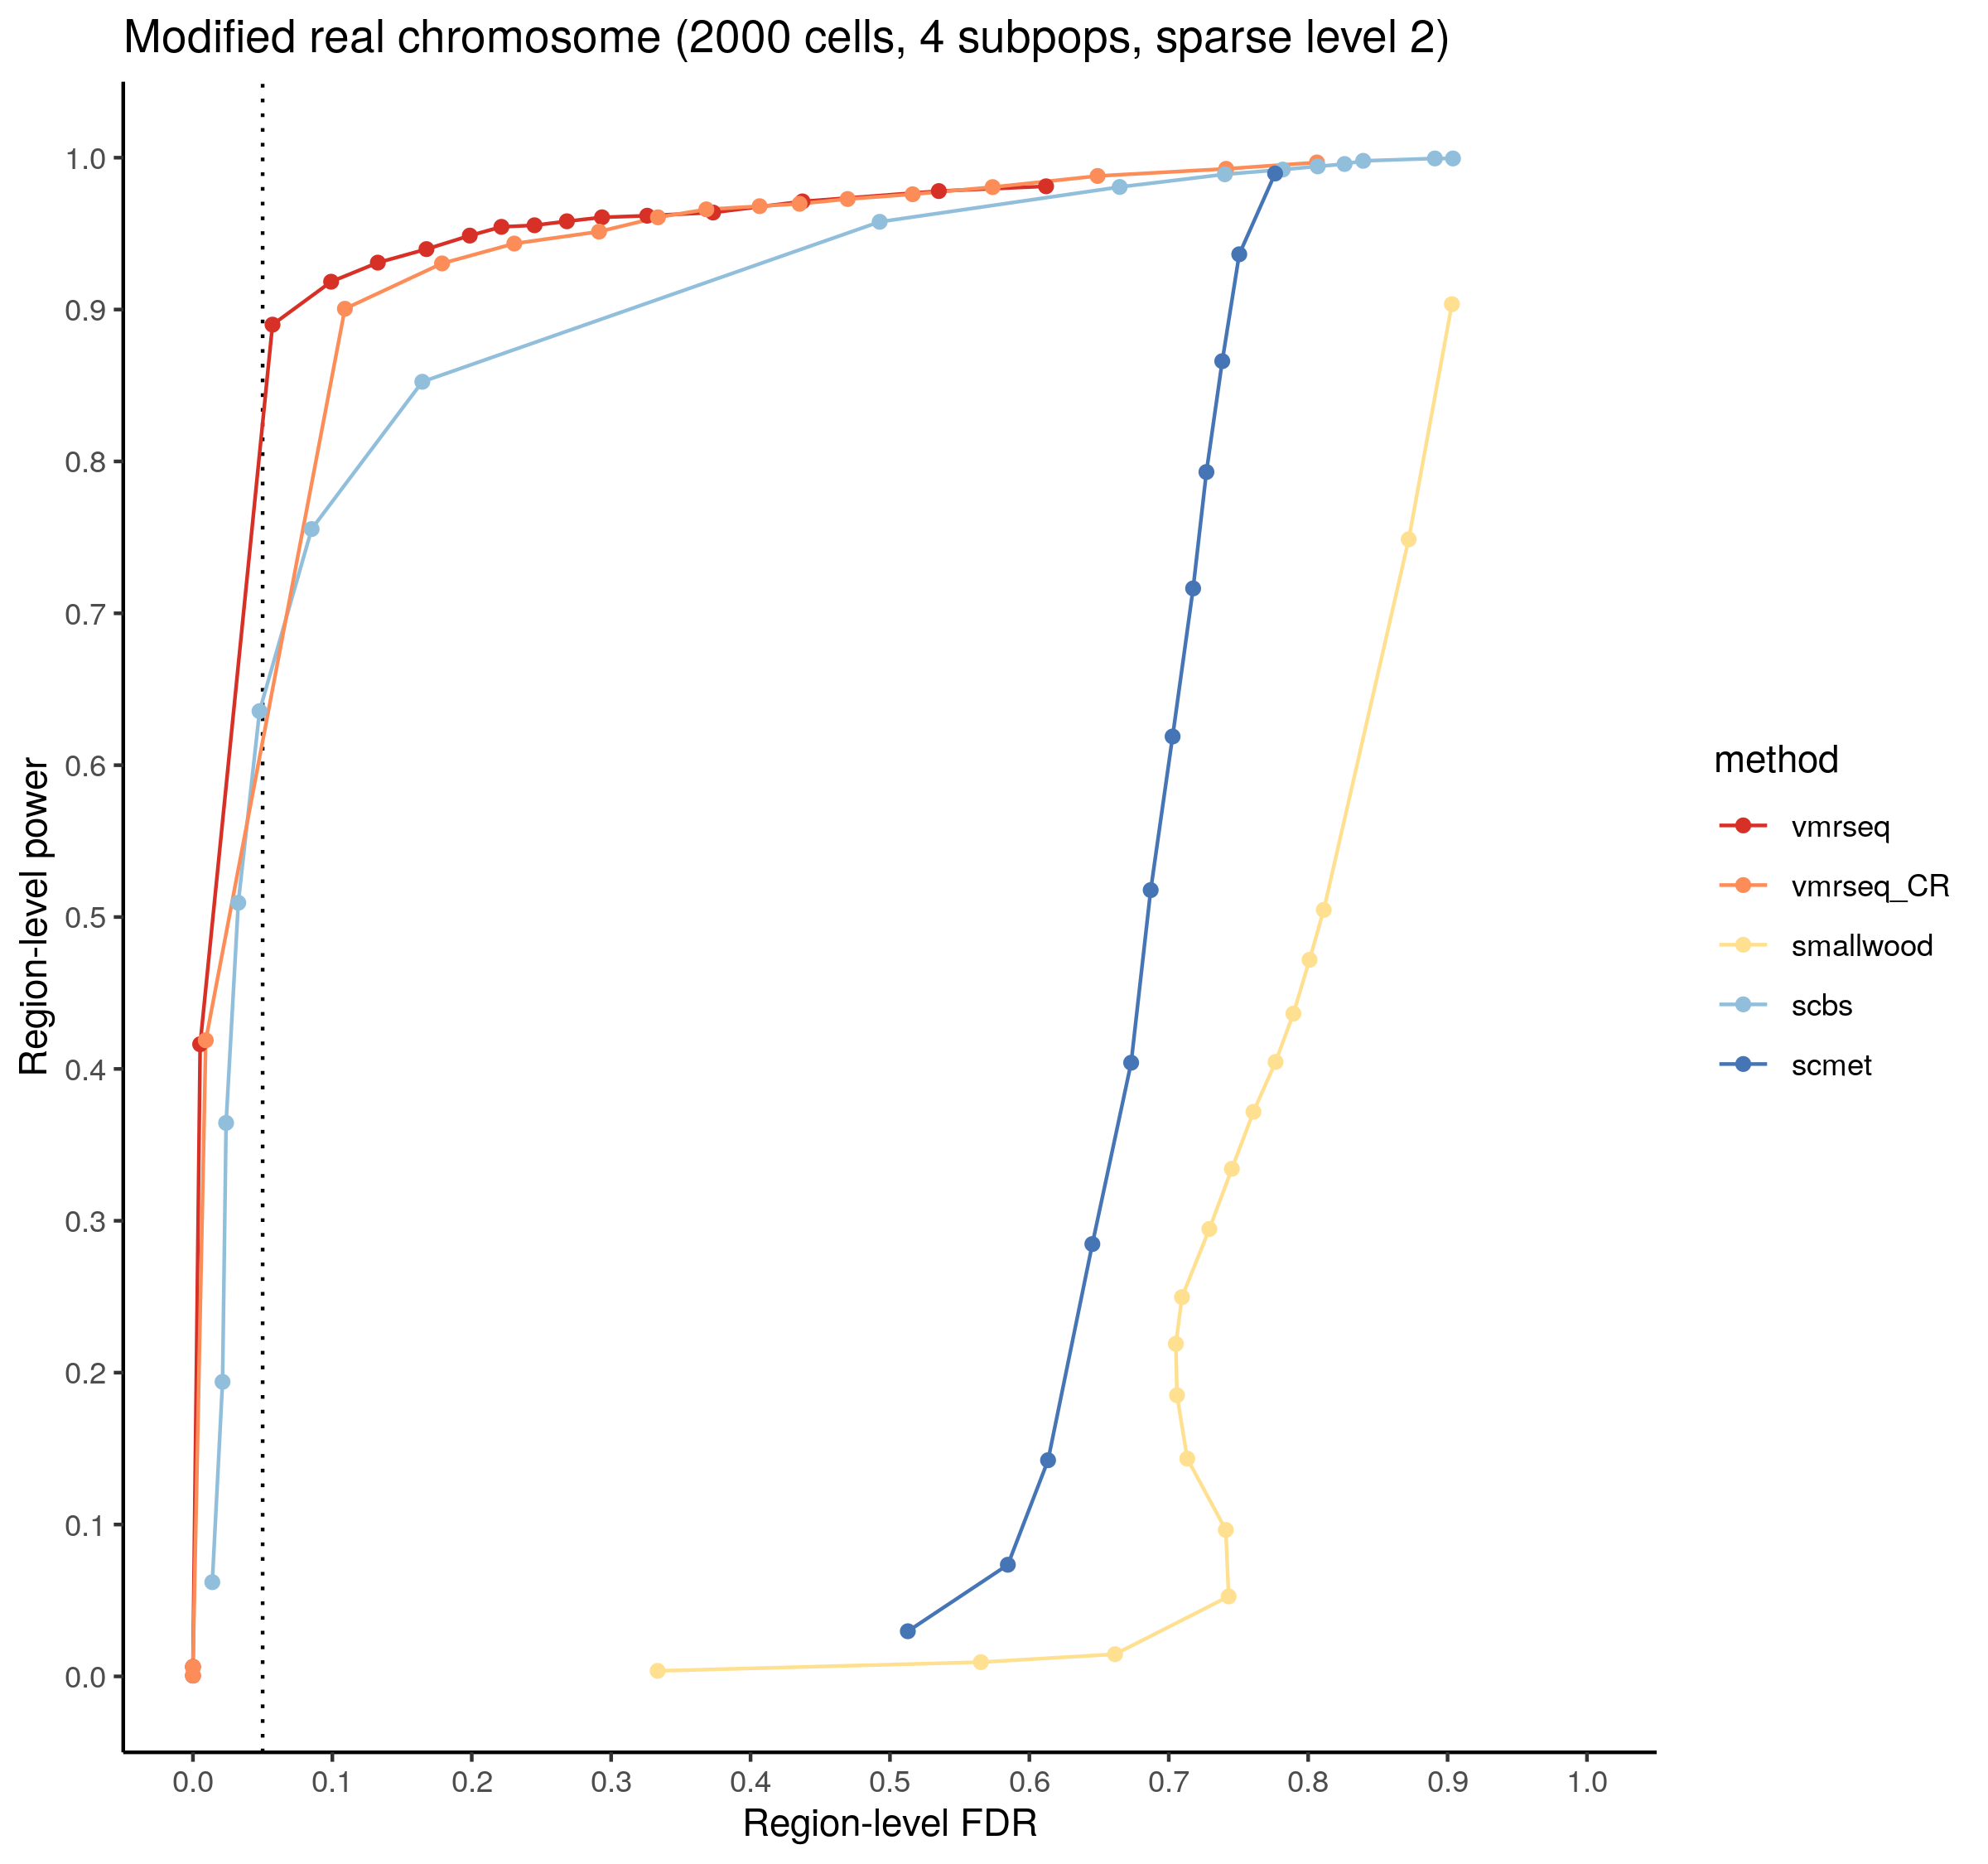 Modified real chromosome (2000 cells, 4 subpops, sparse level 2)
Region-level power
1.0
0.9
0.8
0.7
0.6
0.5
0.4
0.3
0.2
0.1
0.0
0.0 0.1 0.2 0.3 0.4 0.5 0.6 0.7 0.8 0.9 1.0
Region-level FDR
method
vmrseq
vmrseq_CR
smallwood
scbs
scmet